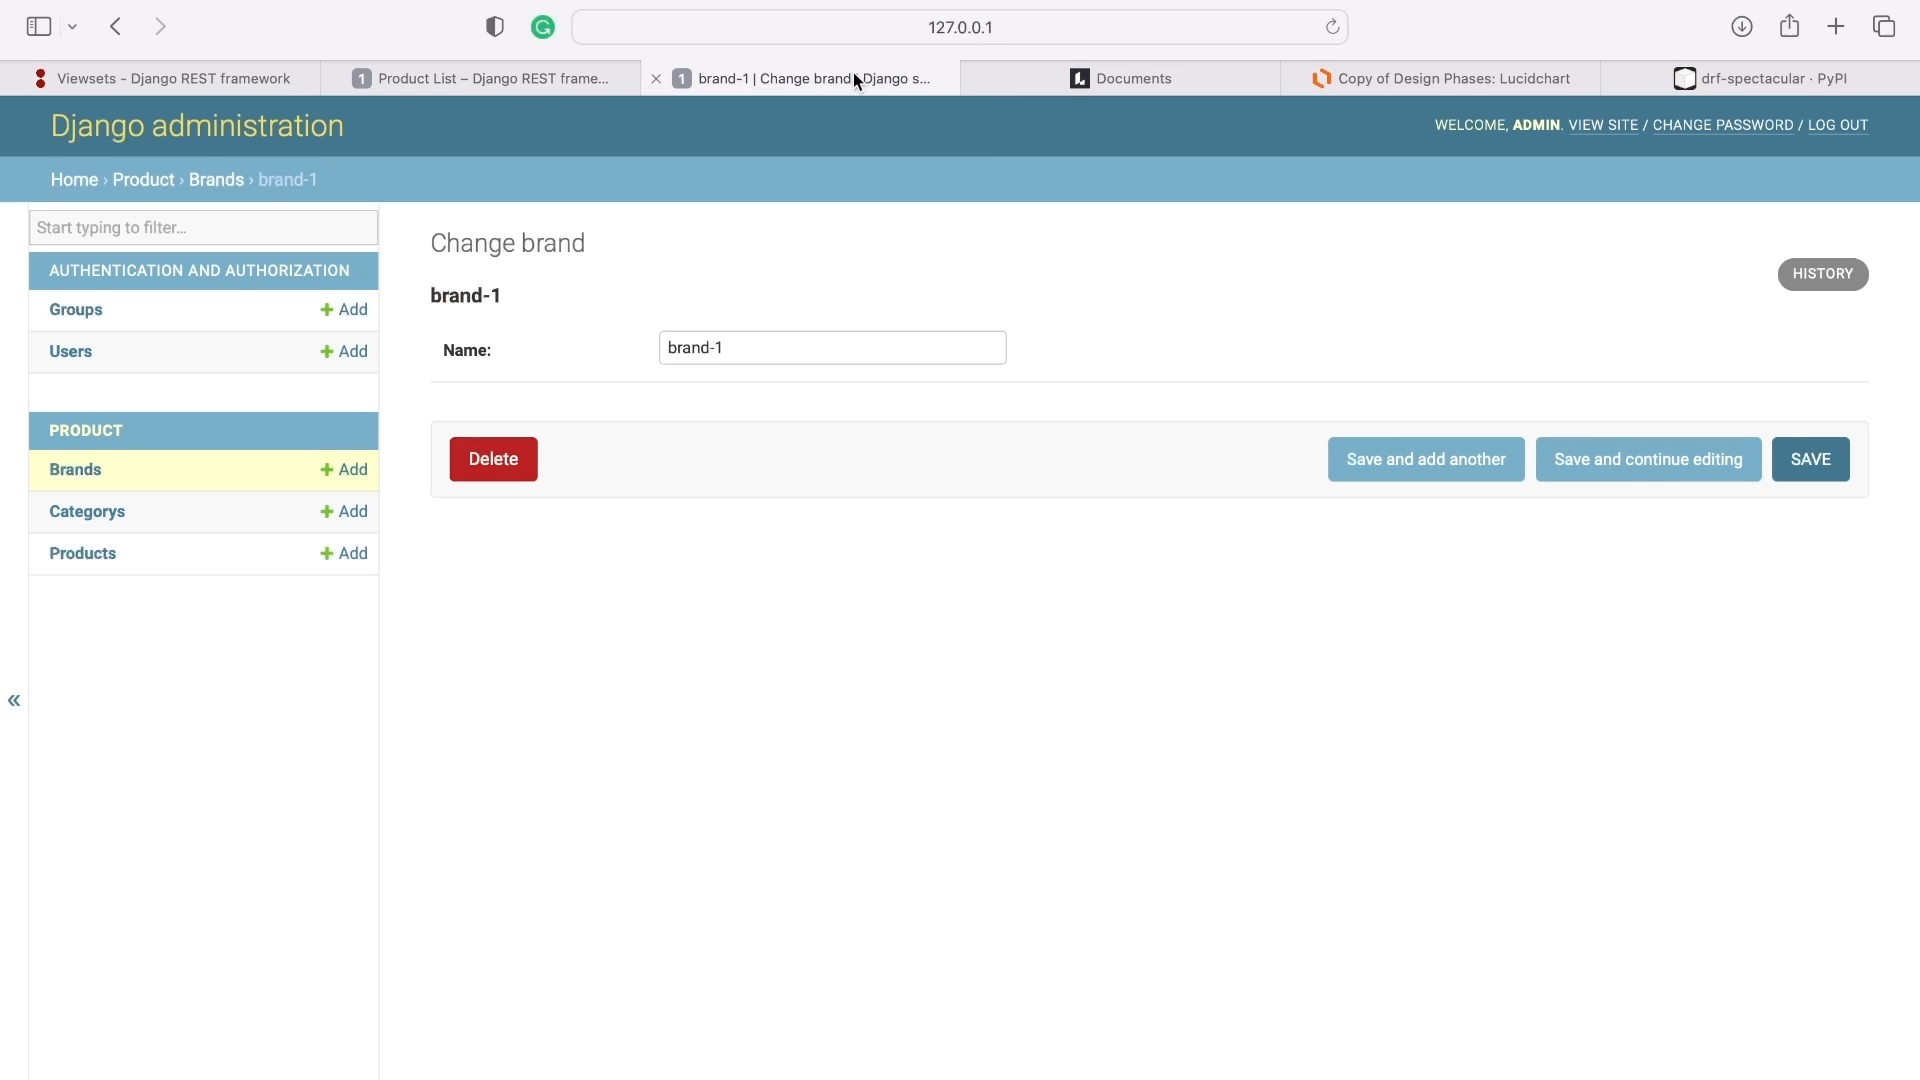 127.0.0.1
Viewsets - Django REST framework
1 Product List – Django REST frame...
1 brand-1 | Change brand Django s...
Documents
Copy of Design Phases: Lucidchart
drf-spectacular · PyPI
Django administration
WELCOME, ADMIN. VIEW SITE / CHANGE PASSWORD / LOG OUT
Home › Product › Brands › brand-1
Start typing to filter...
AUTHENTICATION AND AUTHORIZATION
Groups + Add
Users + Add
PRODUCT
Brands + Add
Categorys + Add
Products + Add
«
Change brand
HISTORY
brand-1
Name: brand-1
Delete
Save and add another
Save and continue editing
SAVE